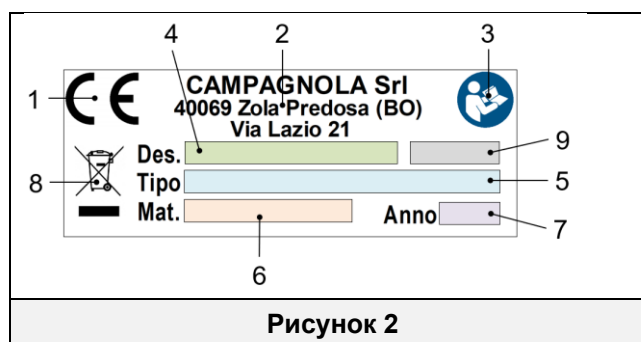 4 2 3
CE CAMPAGNOLA Srl
1 40069 Zola Predosa (BO)
Via Lazio 21
Des. 9
8 Tipo 5
Mat. Anno 7
6
Рисунок 2